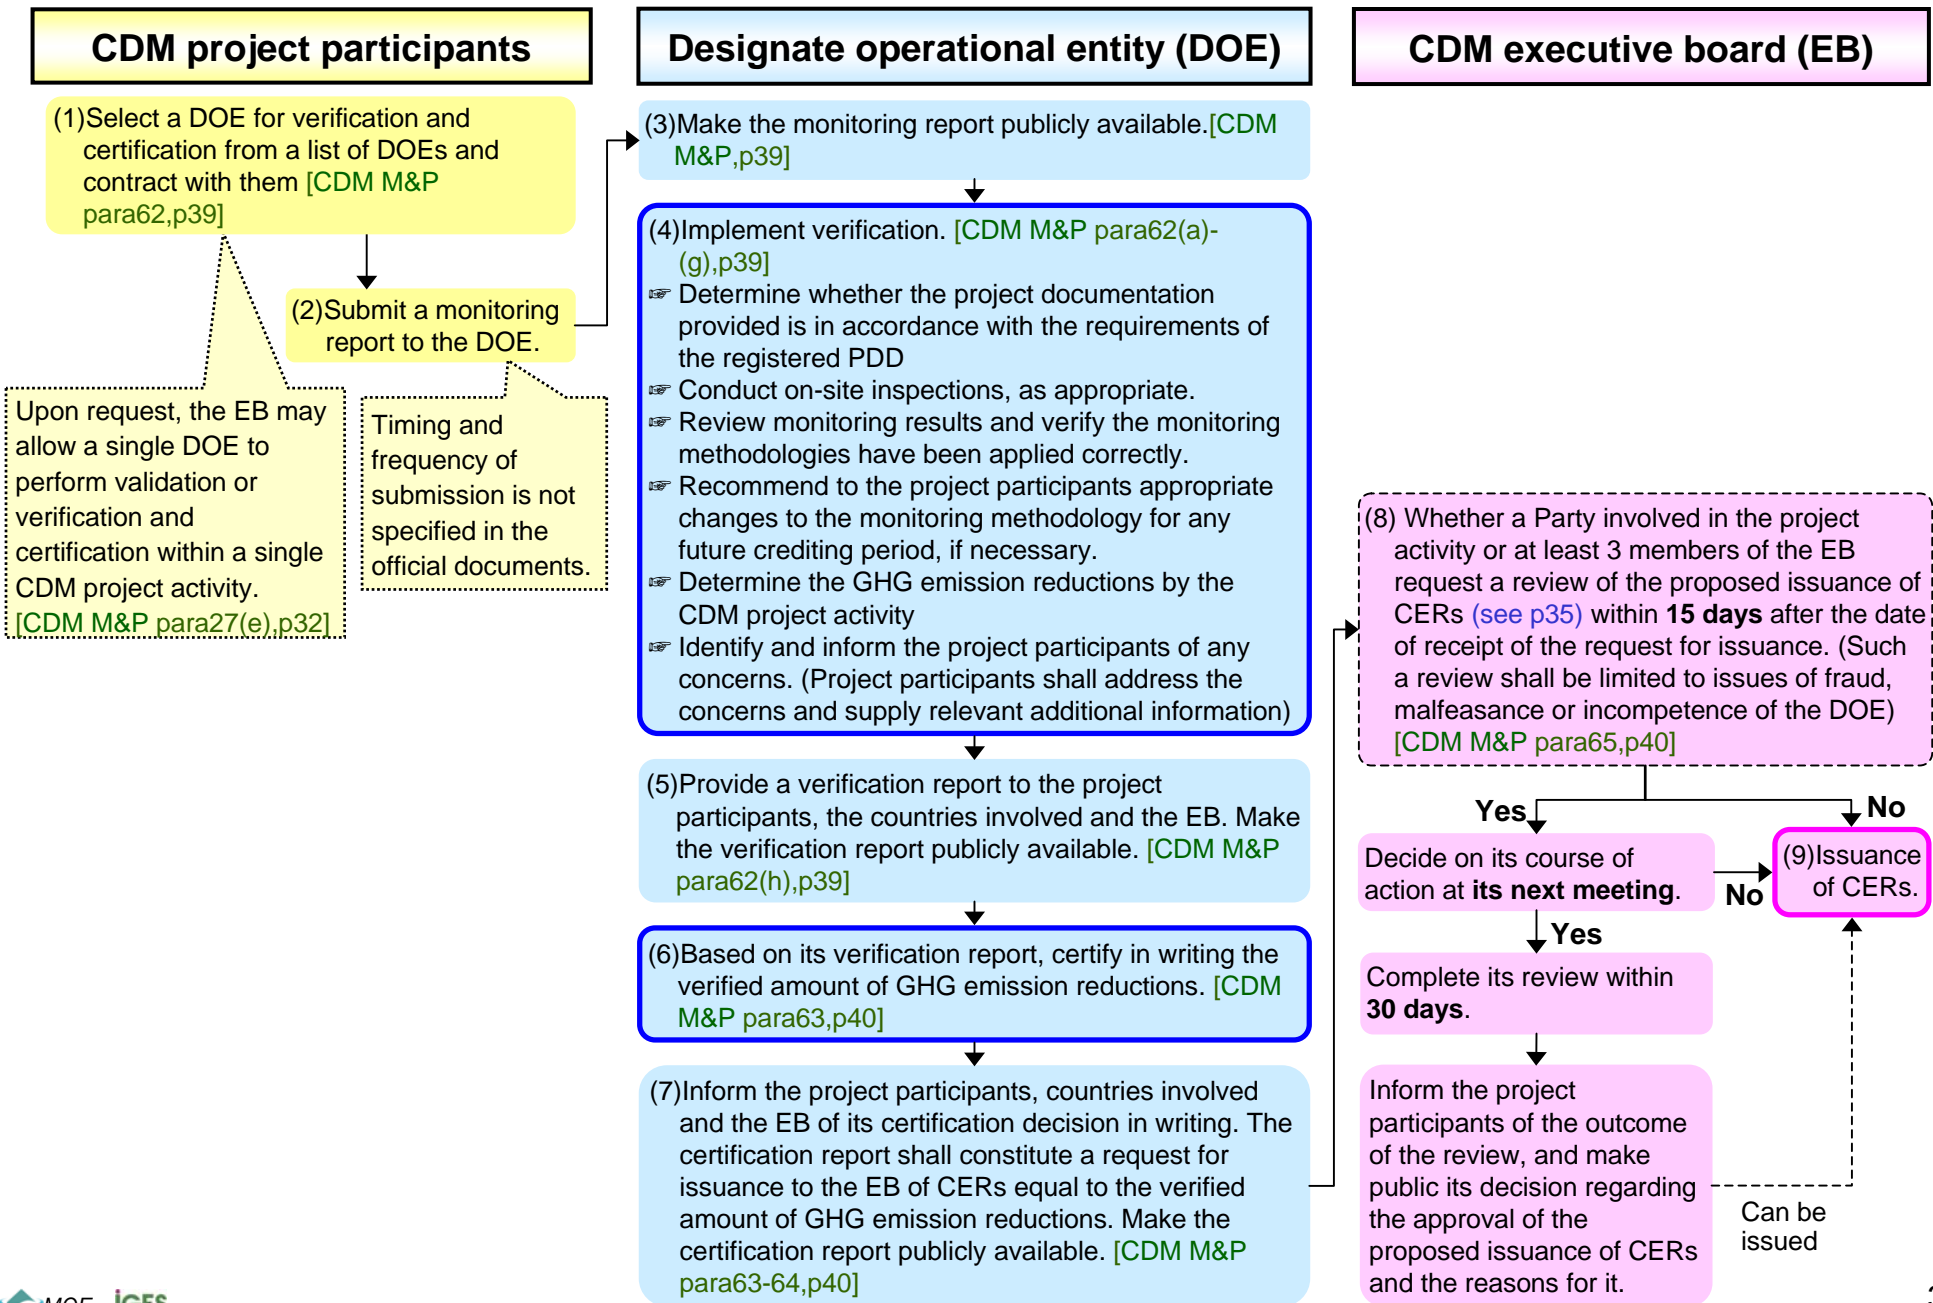 CDM project participants
(1)Select a DOE for verification and
certification from a list of DOEs and
contract with them [CDM M&P
para62,p39]
(2)Submit a monitoring
report to the DOE.
Upon request, the EB may
allow a single DOE to
perform validation or
verification and
certification within a single
CDM project activity.
[CDM M&P para27(e),p32]
Timing and
frequency of
submission is not
specified in the
official documents.
Designate operational entity (DOE)
(3)Make the monitoring report publicly available.[CDM
M&P,p39]
(4)Implement verification. [CDM M&P para62(a)-
(g),p39]
☞ Determine whether the project documentation
provided is in accordance with the requirements of
the registered PDD
☞ Conduct on-site inspections, as appropriate.
☞ Review monitoring results and verify the monitoring
methodologies have been applied correctly.
☞ Recommend to the project participants appropriate
changes to the monitoring methodology for any
future crediting period, if necessary.
☞ Determine the GHG emission reductions by the
CDM project activity
☞ Identify and inform the project participants of any
concerns. (Project participants shall address the
concerns and supply relevant additional information)
(5)Provide a verification report to the project
participants, the countries involved and the EB. Make
the verification report publicly available. [CDM M&P
para62(h),p39]
(6)Based on its verification report, certify in writing the
verified amount of GHG emission reductions. [CDM
M&P para63,p40]
(7)Inform the project participants, countries involved
and the EB of its certification decision in writing. The
certification report shall constitute a request for
issuance to the EB of CERs equal to the verified
amount of GHG emission reductions. Make the
certification report publicly available. [CDM M&P
para63-64,p40]
CDM executive board (EB)
(8) Whether a Party involved in the project
activity or at least 3 members of the EB
request a review of the proposed issuance of
CERs (see p35) within 15 days after the date
of receipt of the request for issuance. (Such
a review shall be limited to issues of fraud,
malfeasance or incompetence of the DOE)
[CDM M&P para65,p40]
Yes
No
Decide on its course of
action at its next meeting.
No
(9)Issuance
of CERs.
Yes
Complete its review within
30 days.
Inform the project
participants of the outcome
of the review, and make
public its decision regarding
the approval of the
proposed issuance of CERs
and the reasons for it.
Can be
issued
MOE
IGES